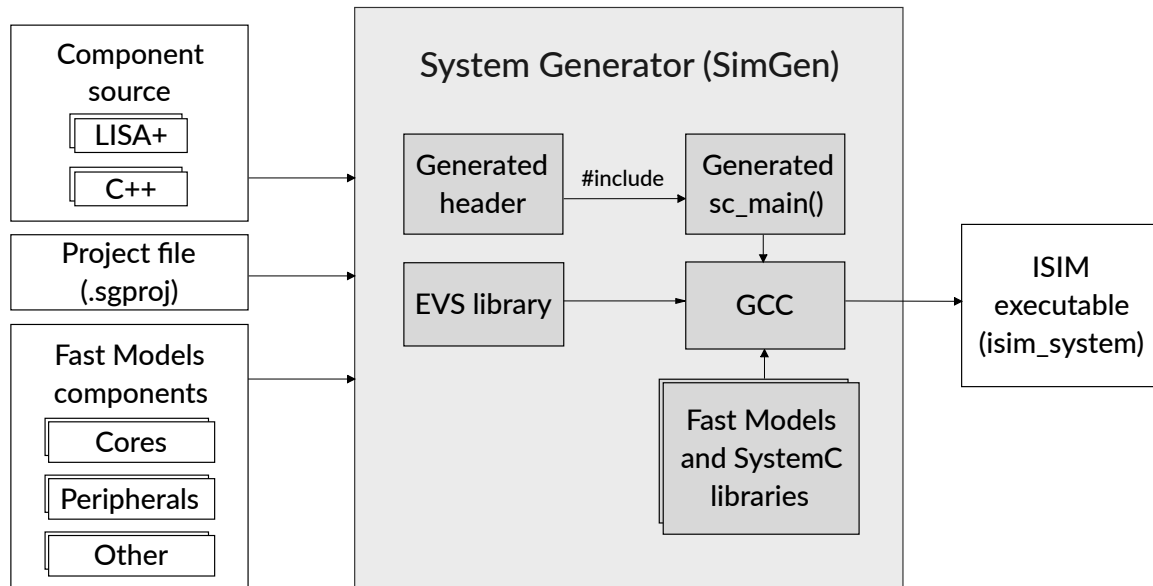 Component
source
LISA+
C++
Project file
(.sgproj)
Fast Models
components
Cores
Peripherals
Other
System Generator (SimGen)
Generated
header
#include
Generated
sc_main()
EVS library
GCC
Fast Models
and SystemC
libraries
ISIM
executable
(isim_system)